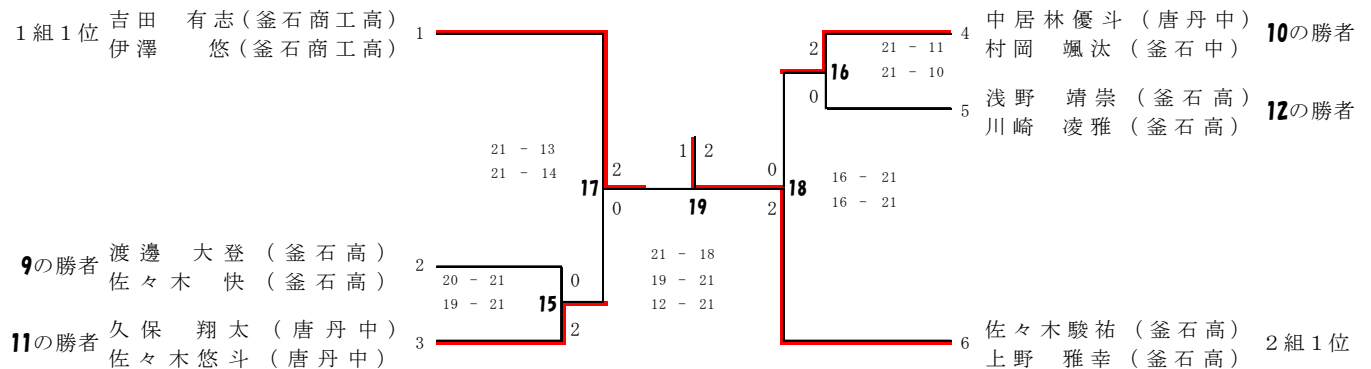 1組1位
吉田　有志(釜石商工高)
伊澤　　悠(釜石商工高)
1
4
中居林優斗（唐丹中）
村岡　颯汰（釜石中）
10の勝者
2
16
0
21 - 11
21 - 10
5
浅野　靖崇（釜石高）
川崎　凌雅（釜石高）
12の勝者
21 - 13
21 - 14
17
2
0
1
2
19
0
2
18
16 - 21
16 - 21
9の勝者
渡邊　大登（釜石高）
佐々木　快（釜石高）
2
20 - 21
19 - 21
15
0
2
21 - 18
19 - 21
12 - 21
11の勝者
久保　翔太（唐丹中）
佐々木悠斗（唐丹中）
3
6
佐々木駿祐（釜石高）
上野　雅幸（釜石高）
2組1位